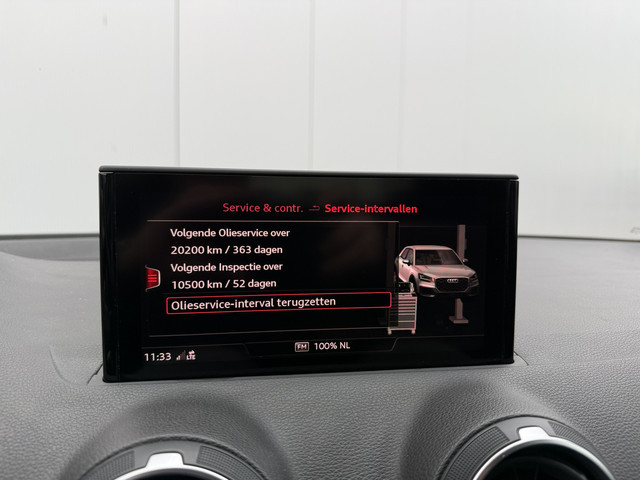 Service & contr. Service-intervallen
Volgende Olieservice over
20200 km / 363 dagen
Volgende Inspectie over
10500 km / 52 dagen
Olieservice-interval terugzetten
11:33 LTE FM 100% NL